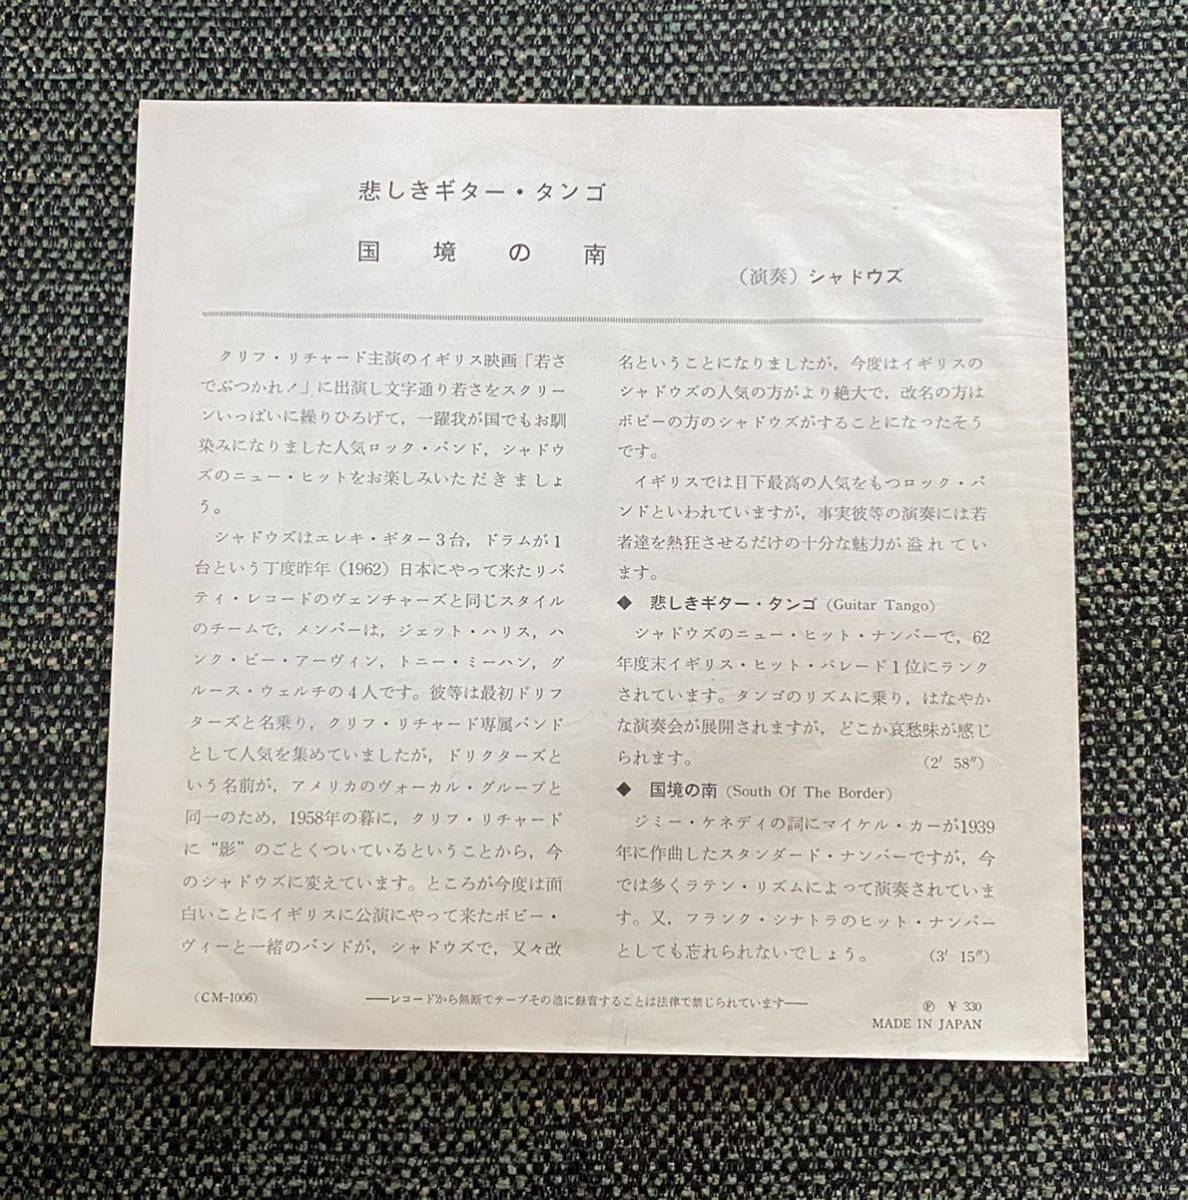 悲しきギター・タンゴ
国境の南
（演奏）シャドウズ
クリフ・リチャード主演のイギリス映画「若さ
でぶつかれ！」に出演し文字通り若さをスクリー
ンいっぱいに繰りひろげて，一躍我が国でもお馴
染みになりました人気ロック・バンド，シャドウ
ズのニュー・ヒットをお楽しみいただきましょ
う。
シャドウズはエレキ・ギター3台，ドラムが1
台という丁度昨年（1962）日本にやって来たリバ
ティ・レコードのヴェンチャーズと同じスタイル
のチームで，メンバーは，ジェット・ハリス，ハ
ンク・ビー・アーヴィン，トニー・ミーハン，グ
ルース・ウェルチの4人です。彼等は最初ドリフ
ターズと名乗り，クリフ・リチャード専属バンド
として人気を集めていましたが，ドリクターズと
いう名前が，アメリカのヴォーカル・グループと
同一のため，1958年の暮に，クリフ・リチャード
に“影”のごとくついているということから，今
のシャドウズに変えています。ところが今度は面
白いことにイギリスに公演にやって来たボビー・
ヴィーと一緒のバンドが，シャドウズで，又々改
名ということになりましたが，今度はイギリスの
シャドウズの人気の方がより絶大で，改名の方は
ボビーの方のシャドウズがすることになったそう
です。
イギリスでは目下最高の人気をもつロック・バ
ンドといわれていますが，事実彼等の演奏には若
者達を熱狂させるだけの十分な魅力が溢れてい
ます。
◆ 悲しきギター・タンゴ（Guitar Tango）
シャドウズのニュー・ヒット・ナンバーで，62
年度末イギリス・ヒット・パレード1位にランク
されています。タンゴのリズムに乗り，はなやか
な演奏会が展開されますが，どこか哀愁味が感じ
られます。（2′ 58″）
◆ 国境の南（South Of The Border）
ジミー・ケネディの詞にマイケル・カーが1939
年に作曲したスタンダード・ナンバーですが，今
では多くラテン・リズムによって演奏されていま
す。又，フランク・シナトラのヒット・ナンバー
としても忘れられないでしょう。（3′ 15″）
（CM-1006）
──レコードから無断でテープその他に録音することは法律で禁じられています──
Ⓟ ￥330
MADE IN JAPAN